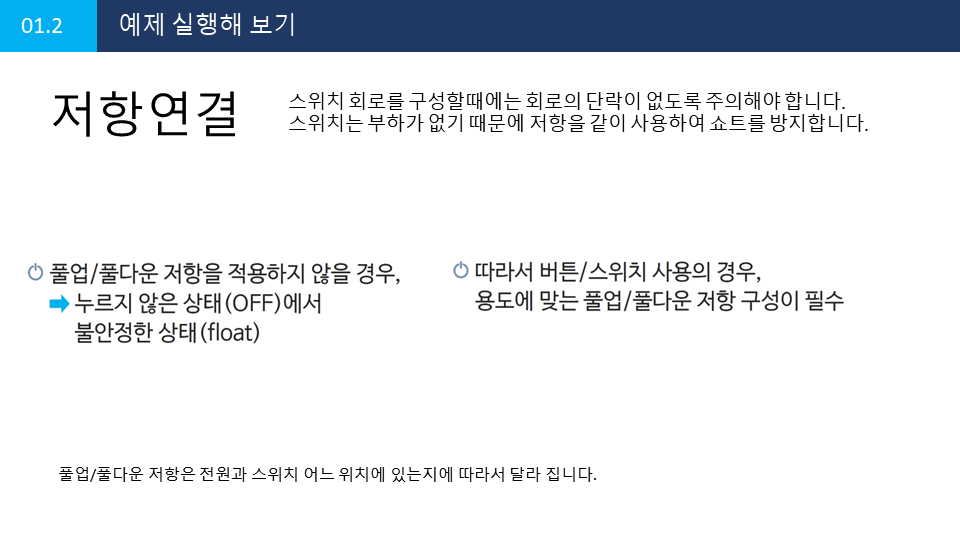 01.2
예제 실행해 보기
저항연결
스위치 회로를 구성할때에는 회로의 단락이 없도록 주의해야 합니다.
스위치는 부하가 없기 때문에 저항을 같이 사용하여 쇼트를 방지합니다.
풀업/풀다운 저항을 적용하지 않을 경우,
누르지 않은 상태(OFF)에서
불안정한 상태(float)
따라서 버튼/스위치 사용의 경우,
용도에 맞는 풀업/풀다운 저항 구성이 필수
풀업/풀다운 저항은 전원과 스위치 어느 위치에 있는지에 따라서 달라 집니다.